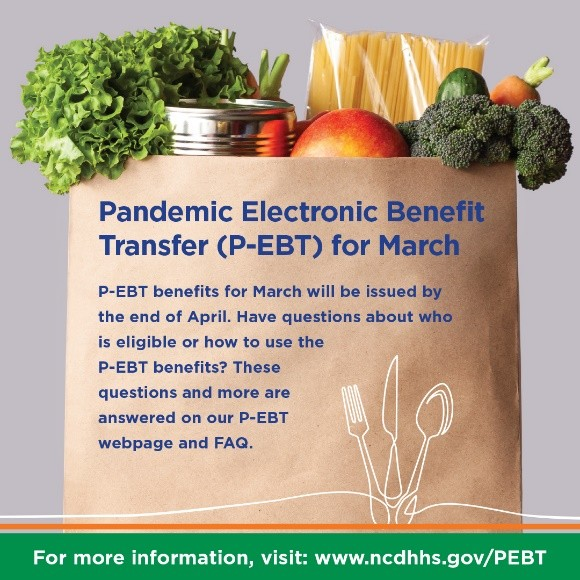 Pandemic Electronic Benefit
Transfer (P-EBT) for March
P-EBT benefits for March will be issued by
the end of April. Have questions about who
is eligible or how to use the
P-EBT benefits? These
questions and more are
answered on our P-EBT
webpage and FAQ.
For more information, visit: www.ncdhhs.gov/PEBT